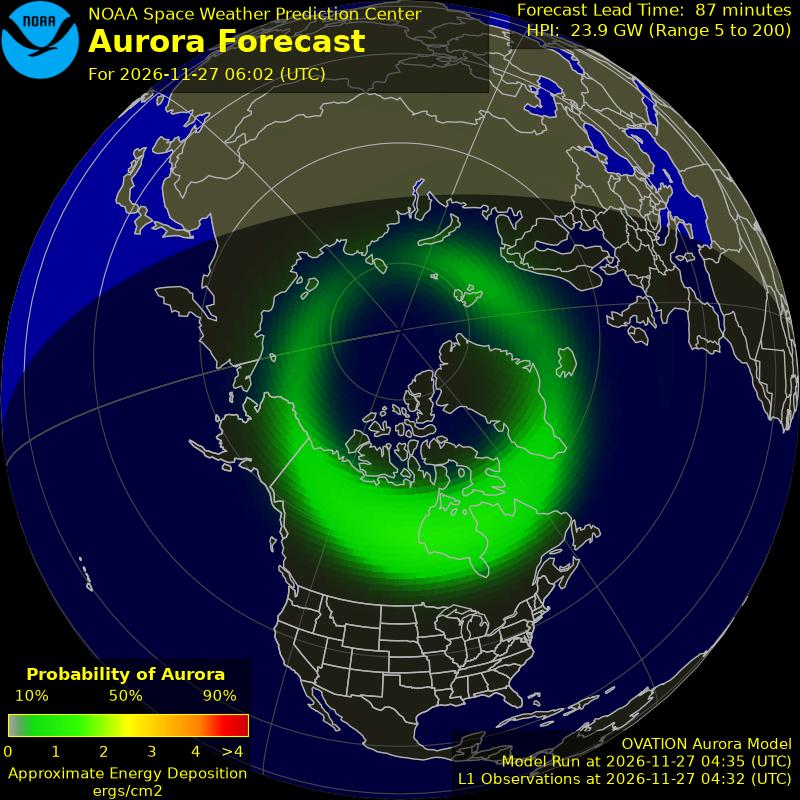 NOAA
NOAA Space Weather Prediction Center
Aurora Forecast
For 2026-11-27 06:02 (UTC)
Forecast Lead Time: 87 minutes
HPI: 23.9 GW (Range 5 to 200)
Probability of Aurora
10% 50% 90%
0 1 2 3 4 >4
Approximate Energy Deposition
ergs/cm2
OVATION Aurora Model
Model Run at 2026-11-27 04:35 (UTC)
L1 Observations at 2026-11-27 04:32 (UTC)